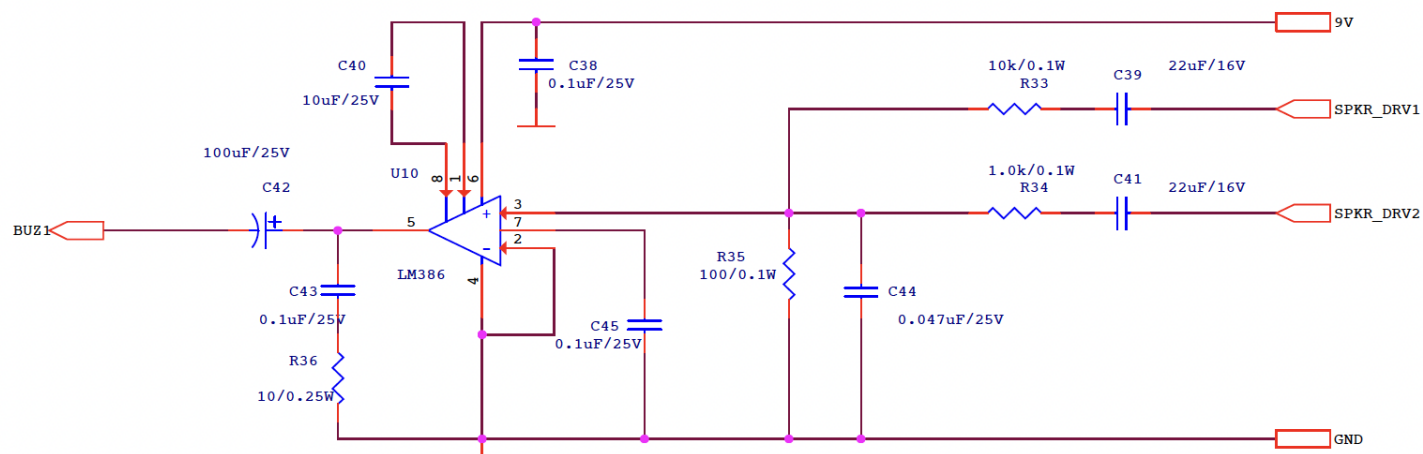 9V
C40
10uF/25V
C38
0.1uF/25V
10k/0.1W
R33
C39
22uF/16V
SPKR_DRV1
100uF/25V
C42
U10
8
1
6
1.0k/0.1W
R34
C41
22uF/16V
SPKR_DRV2
BUZ1
5
+
3
7
2
-
LM386
4
R35
100/0.1W
C43
0.1uF/25V
C45
0.1uF/25V
C44
0.047uF/25V
R36
10/0.25W
GND